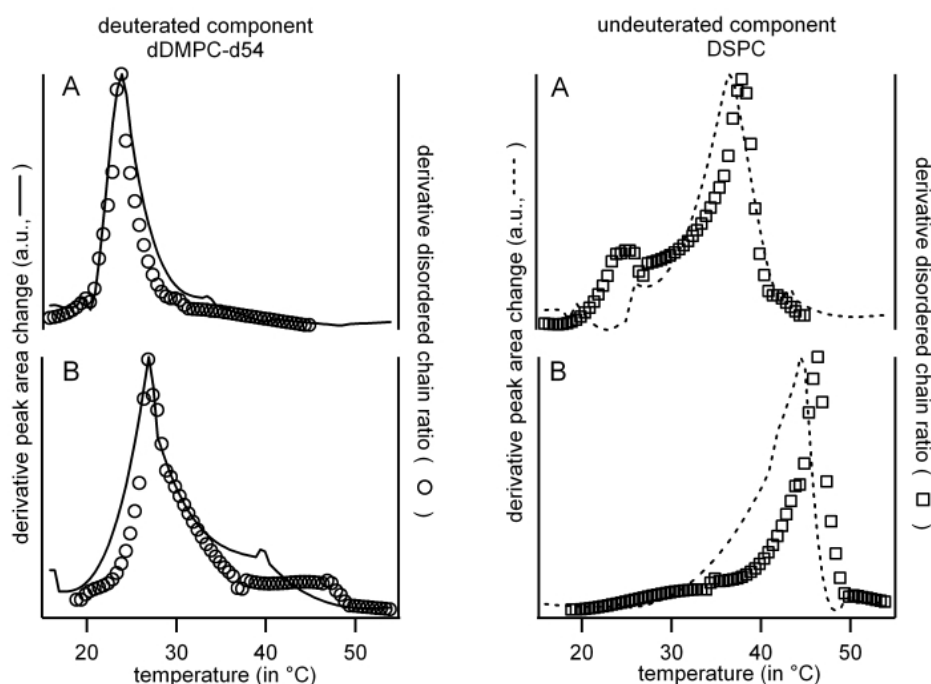 deuterated component
dDMPC-d54
undeuterated component
DSPC
A
A
derivative peak area change (a.u., —— )
derivative disordered chain ratio ( ○ )
derivative peak area change (a.u., ----- )
derivative disordered chain ratio ( □ )
B
B
20 30 40 50
temperature (in °C)
20 30 40 50
temperature (in °C)